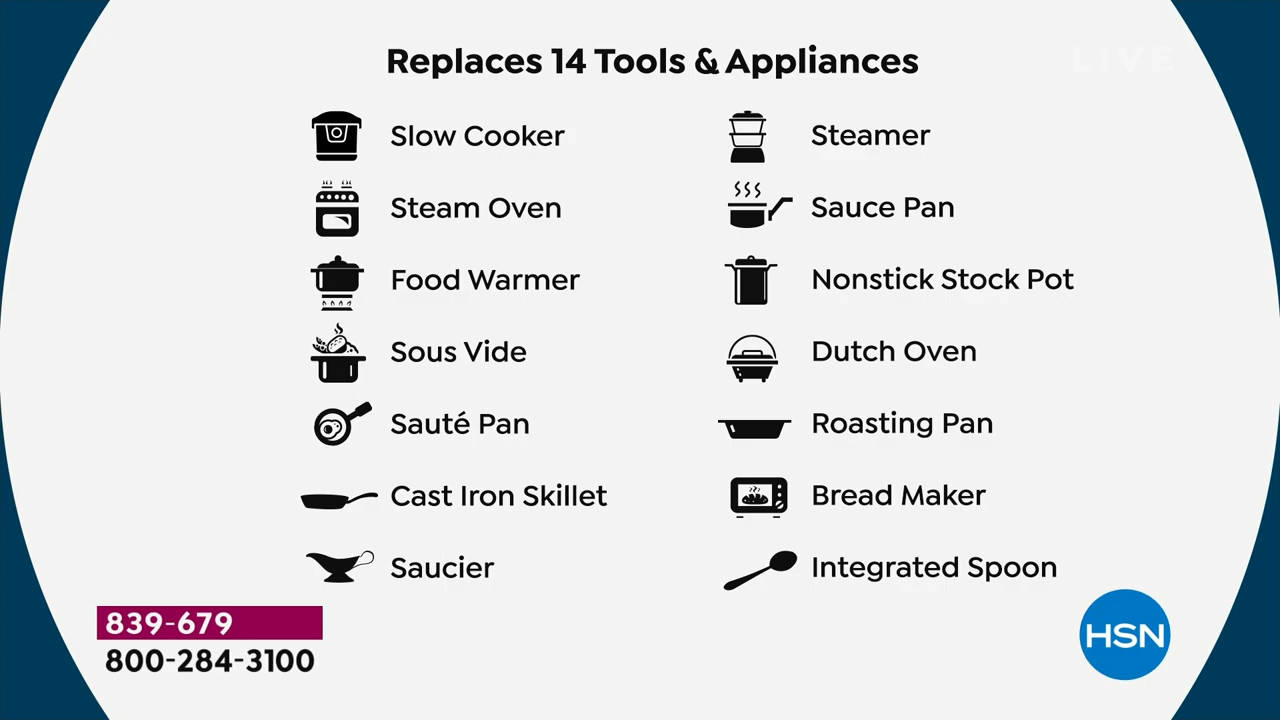 LIVE
Replaces 14 Tools & Appliances
Slow Cooker
Steamer
Steam Oven
Sauce Pan
Food Warmer
Nonstick Stock Pot
Sous Vide
Dutch Oven
Sauté Pan
Roasting Pan
Cast Iron Skillet
Bread Maker
Saucier
Integrated Spoon
839-679
800-284-3100
HSN